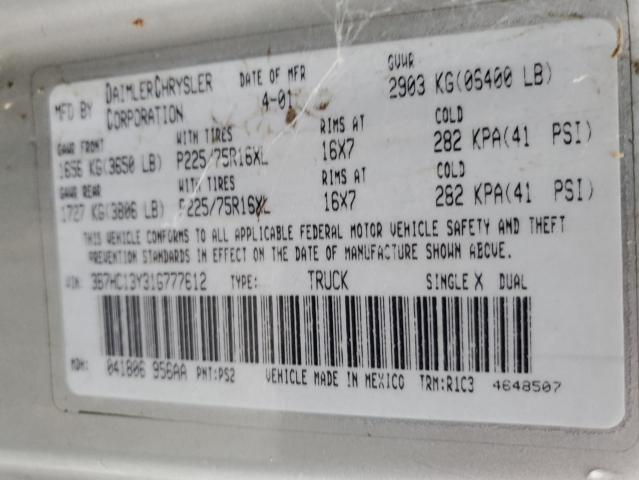 MFD BY DAIMLERCHRYSLER CORPORATION DATE OF MFR 4-01 GVWR 2903 KG(06400 LB)
GAWR FRONT WITH TIRES RIMS AT COLD
1656 KG(3650 LB) P225/75R16XL 16X7 282 KPA(41 PSI)
GAWR REAR WITH TIRES RIMS AT COLD
1727 KG(3806 LB) P225/75R16XL 16X7 282 KPA(41 PSI)
THIS VEHICLE CONFORMS TO ALL APPLICABLE FEDERAL MOTOR VEHICLE SAFETY AND THEFT
PREVENTION STANDARDS IN EFFECT ON THE DATE OF MANUFACTURE SHOWN ABOVE.
VIN: 3B7HC13Y31G777612 TYPE: TRUCK SINGLE X DUAL
MDH: 041806 956AA PNT:PS2 VEHICLE MADE IN MEXICO TRM:R1C3 4648507